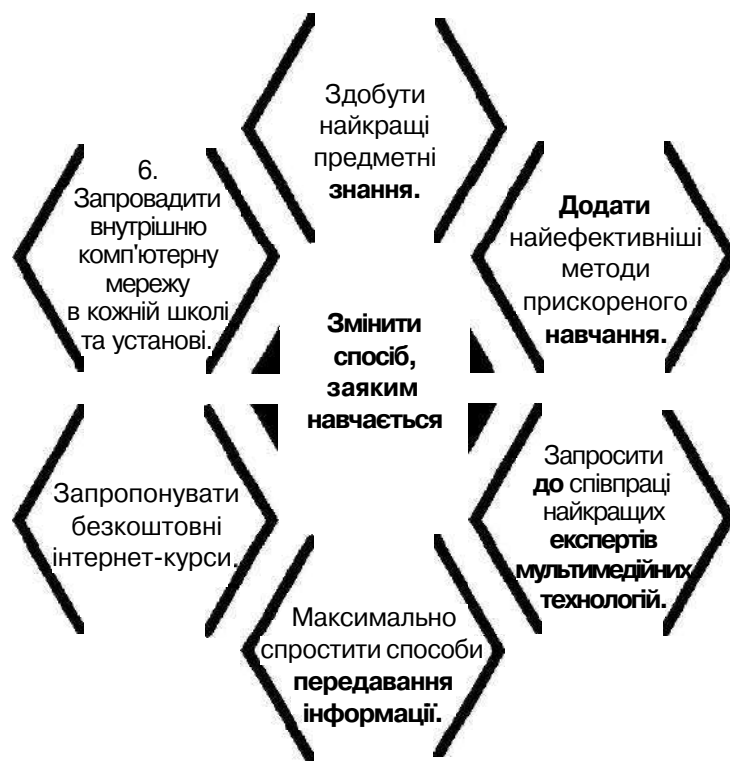 Здобути
найкращі
предметні
знання.
Додати
найефективніші
методи
прискореного
навчання.
Запросити
до співпраці
найкращих
експертів
мультимедійних
технологій.
Максимально
спростити способи
передавання
інформації.
Запропонувати
безкоштовні
інтернет-курси.
6.
Запровадити
внутрішню
комп'ютерну
мережу
в кожній школі
та установі.
Змінити
спосіб,
заяким
навчається